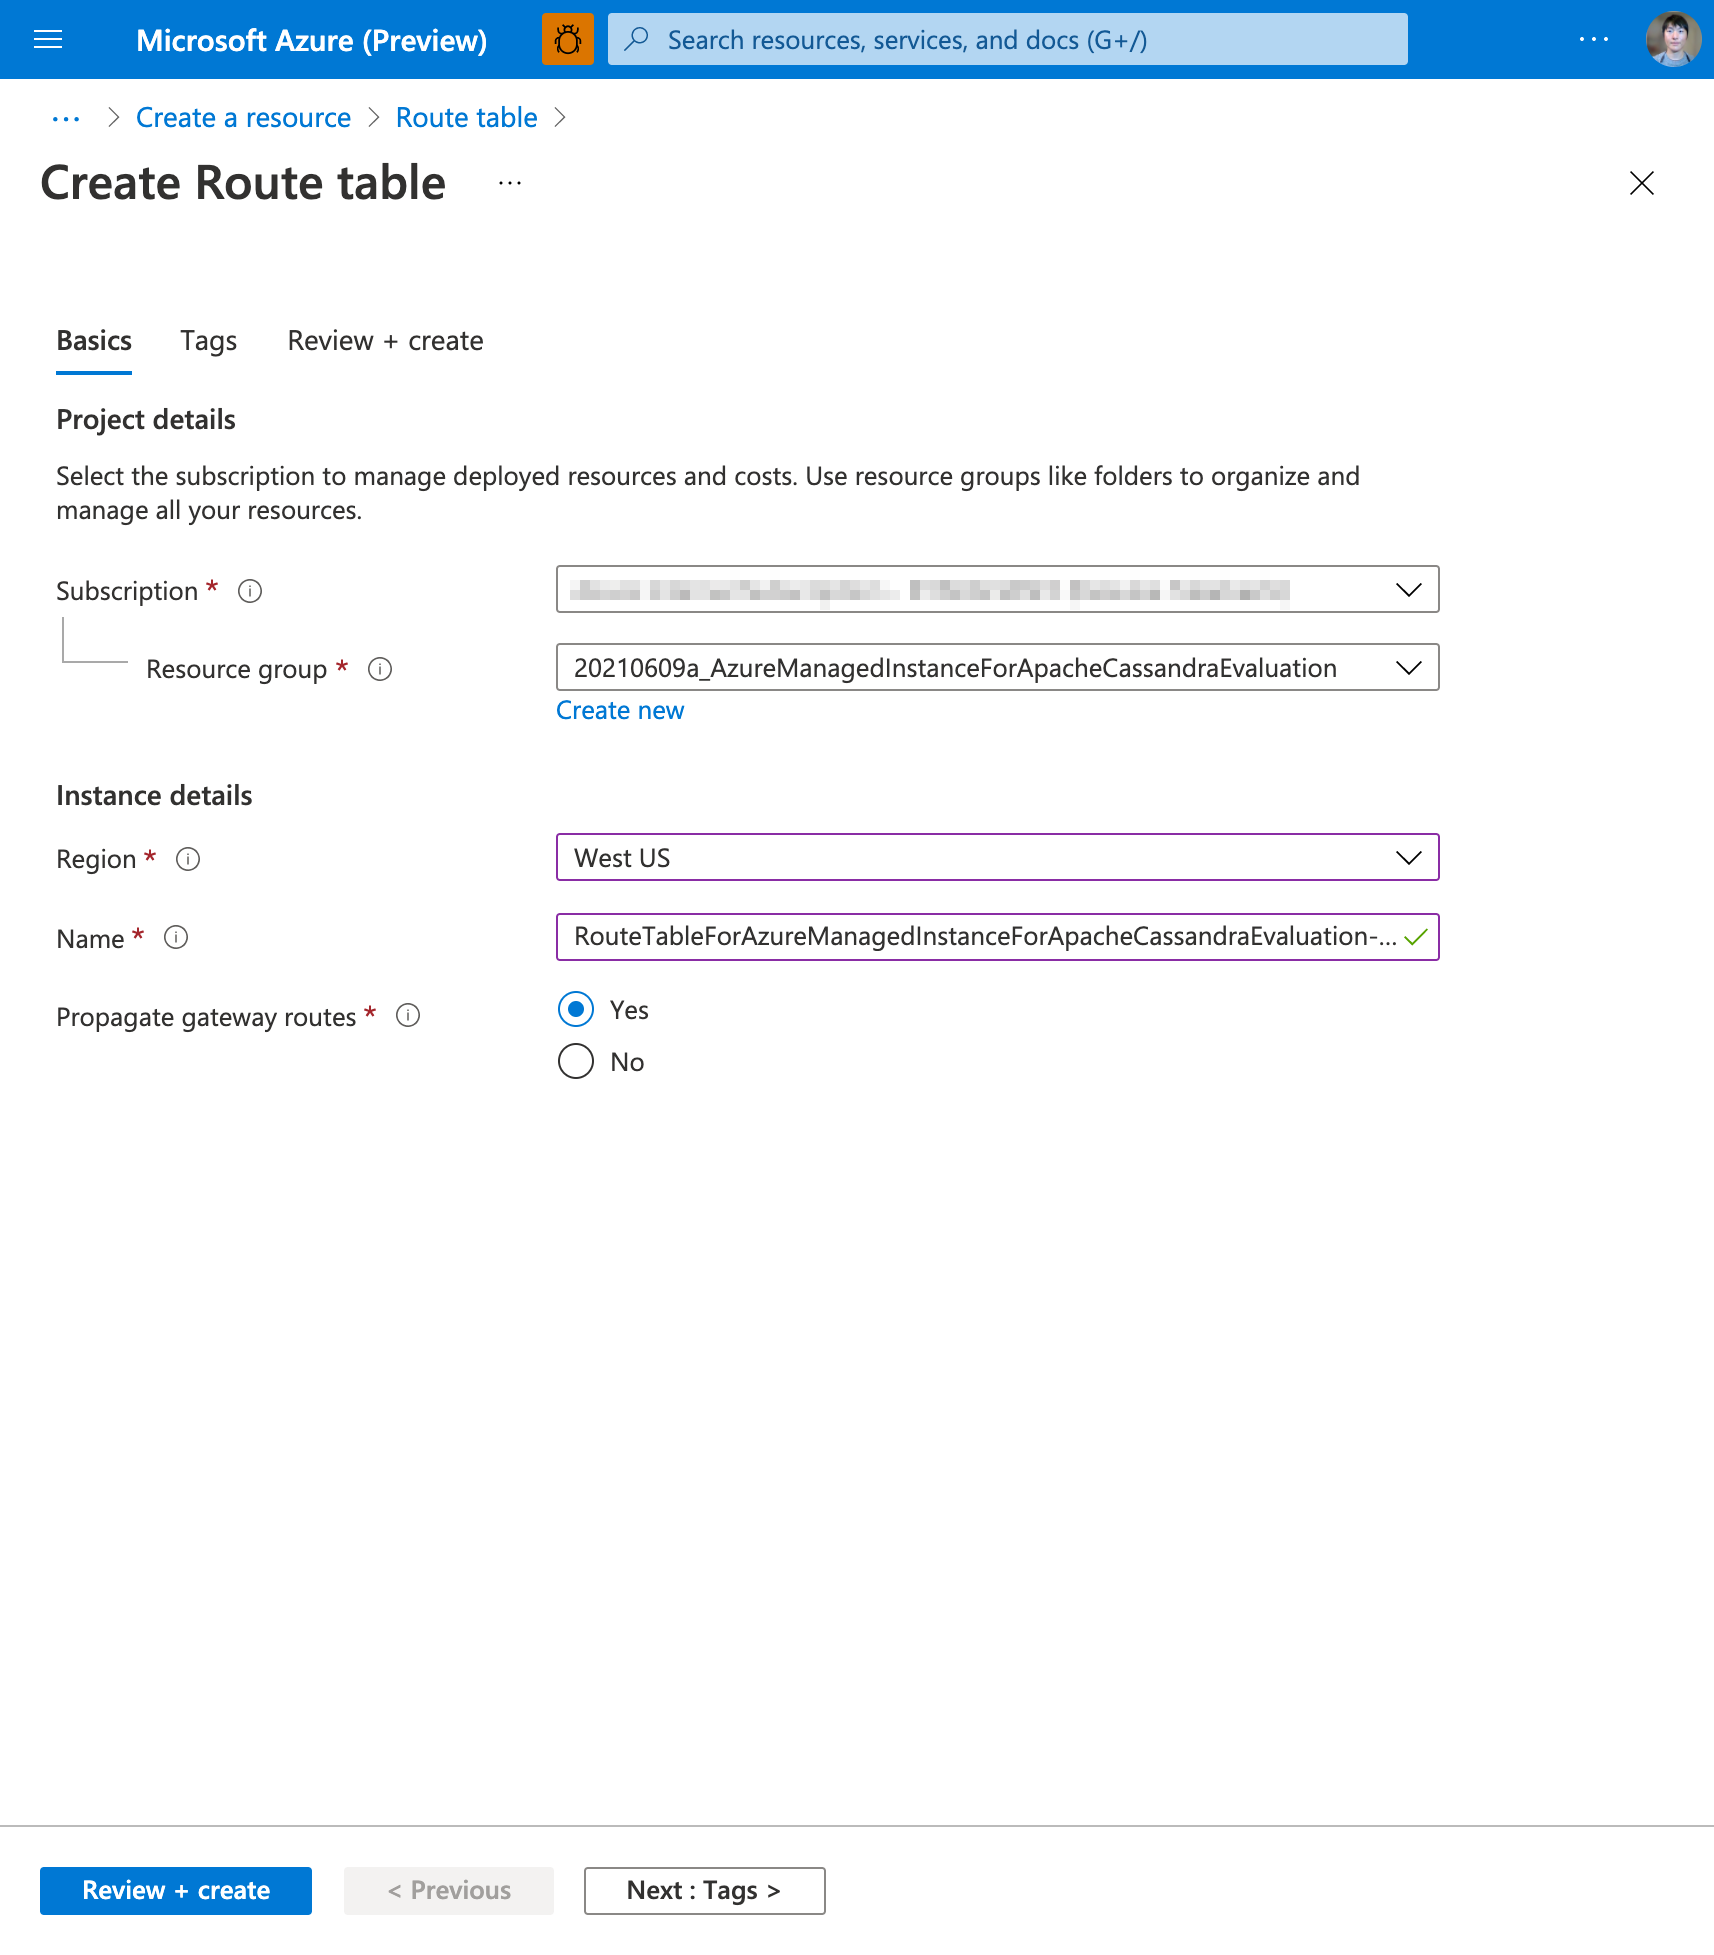 Microsoft Azure (Preview)
Search resources, services, and docs (G+/)
···
··· > Create a resource > Route table >
Create Route table ···
Basics Tags Review + create
Project details
Select the subscription to manage deployed resources and costs. Use resource groups like folders to organize and
manage all your resources.
Subscription *
Resource group * 20210609a_AzureManagedInstanceForApacheCassandraEvaluation
Create new
Instance details
Region * West US
Name * RouteTableForAzureManagedInstanceForApacheCassandraEvaluation-...
Propagate gateway routes * Yes
No
Review + create < Previous Next : Tags >